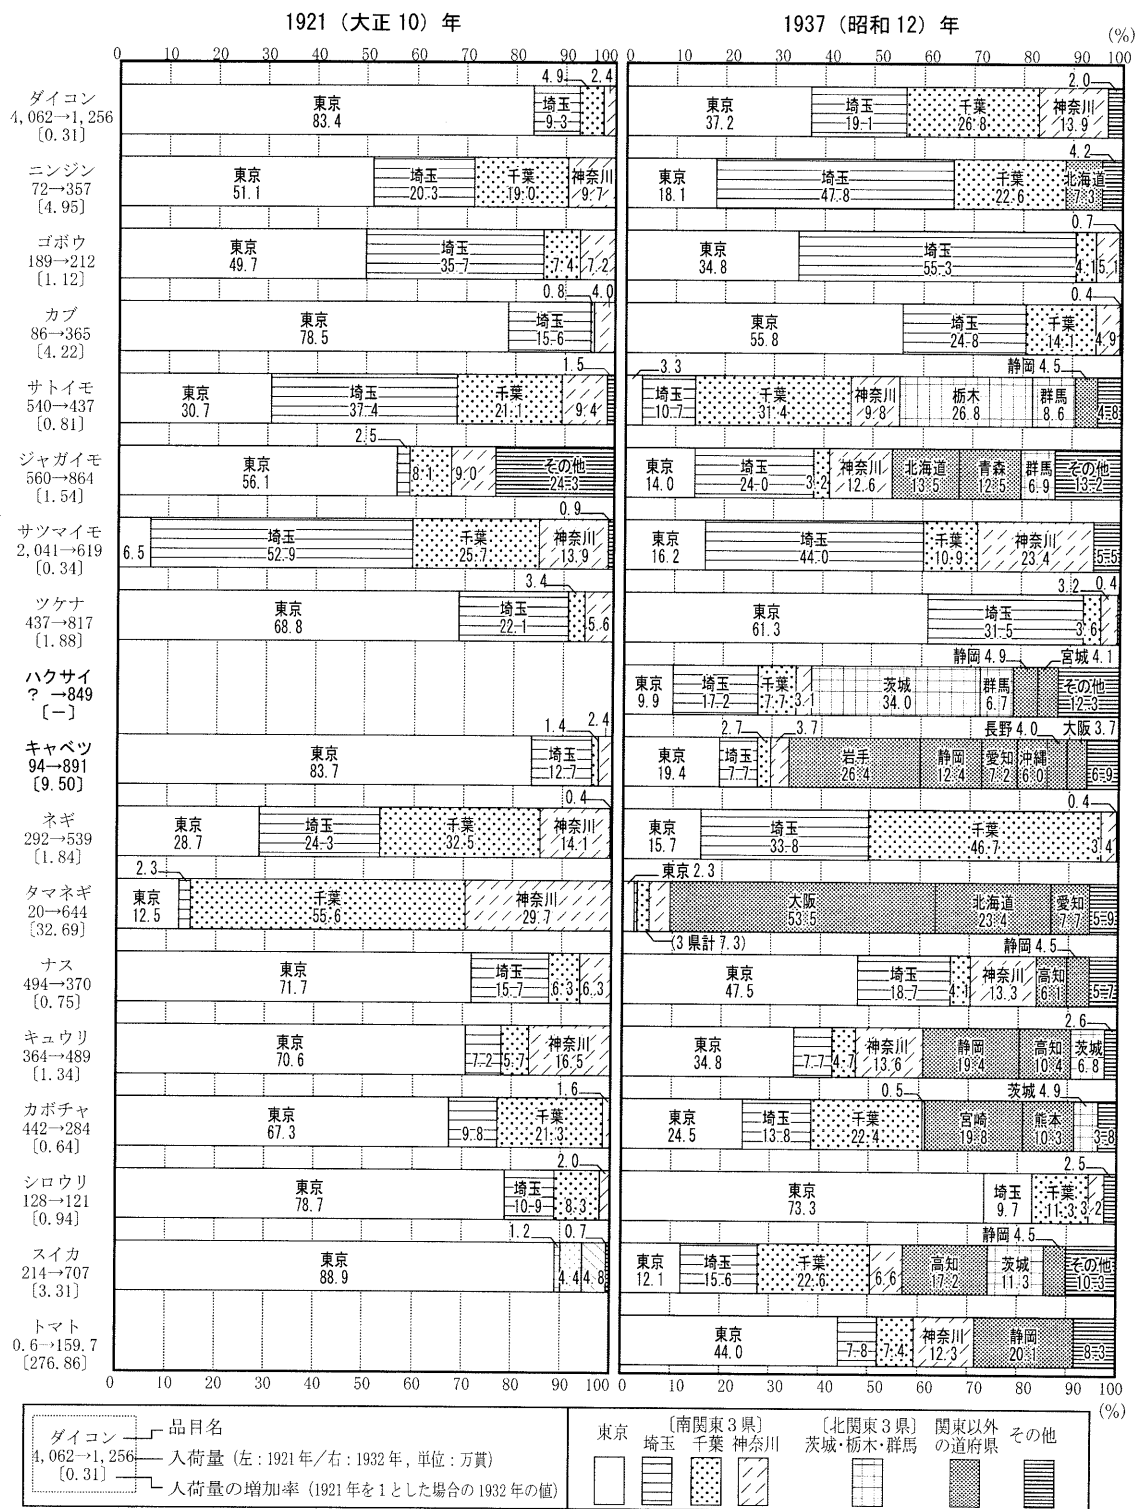 1921（大正10）年
1937（昭和12）年
(%)
0 10 20 30 40 50 60 70 80 90 100
0 10 20 30 40 50 60 70 80 90 100
ダイコン
4,062→1,256
[0.31]
東京 83.4
埼玉 9.3
4.9
2.4
東京 37.2
埼玉 19.1
千葉 26.8
神奈川 13.9
2.0
ニンジン
72→357
[4.95]
東京 51.1
埼玉 20.3
千葉 19.0
神奈川 9.7
東京 18.1
埼玉 47.8
千葉 22.6
北海道 7.3
4.2
ゴボウ
189→212
[1.12]
東京 49.7
埼玉 35.7
7.4
7.2
東京 34.8
埼玉 55.3
4.1
5.1
0.7
カブ
86→365
[4.22]
東京 78.5
埼玉 15.6
0.8
4.0
東京 55.8
埼玉 24.8
千葉 14.1
4.9
0.4
サトイモ
540→437
[0.81]
東京 30.7
埼玉 37.4
千葉 21.1
9.4
1.5
3.3
埼玉 10.7
千葉 31.4
神奈川 9.8
栃木 26.8
群馬 8.6
静岡 4.5
4.8
ジャガイモ
560→864
[1.54]
東京 56.1
2.5
8.1
9.0
その他 24.3
東京 14.0
埼玉 24.0
3.2
神奈川 12.6
北海道 13.5
青森 12.5
群馬 6.9
その他 13.2
サツマイモ
2,041→619
[0.34]
6.5
埼玉 52.9
千葉 25.7
神奈川 13.9
0.9
東京 16.2
埼玉 44.0
千葉 10.9
神奈川 23.4
5.5
ツケナ
437→817
[1.88]
東京 68.8
埼玉 22.1
3.4
5.6
東京 61.3
埼玉 31.5
3.6
3.2
0.4
ハクサイ
？→849
[―]
東京 9.9
埼玉 17.2
千葉 7.7
3.1
茨城 34.0
群馬 6.7
静岡 4.9
宮城 4.1
その他 12.3
キャベツ
94→891
[9.50]
東京 83.7
埼玉 12.7
1.4
2.4
東京 19.4
埼玉 7.7
2.7
3.7
岩手 26.4
静岡 12.4
愛知 7.2
沖縄 6.0
長野 4.0
大阪 3.7
6.9
ネギ
292→539
[1.84]
東京 28.7
埼玉 24.3
千葉 32.5
神奈川 14.1
0.4
東京 15.7
埼玉 33.8
千葉 46.7
3.4
0.4
タマネギ
20→644
[32.69]
東京 12.5
2.3
千葉 55.6
神奈川 29.7
東京 2.3
(3県計 7.3)
大阪 53.5
北海道 23.4
愛知 7.7
5.9
ナス
494→370
[0.75]
東京 71.7
埼玉 15.7
6.3
6.3
東京 47.5
埼玉 18.7
4.1
神奈川 13.3
高知 6.1
静岡 4.5
5.7
キュウリ
364→489
[1.34]
東京 70.6
7.2
5.7
神奈川 16.5
東京 34.8
7.7
4.7
神奈川 13.6
静岡 19.4
高知 10.4
茨城 6.8
2.6
カボチャ
442→284
[0.64]
東京 67.3
9.8
千葉 21.3
1.6
東京 24.5
埼玉 13.8
千葉 22.4
0.5
宮崎 19.8
熊本 10.3
茨城 4.9
3.8
シロウリ
128→121
[0.94]
東京 78.7
埼玉 10.9
8.3
2.0
東京 73.3
埼玉 9.7
千葉 11.3
3.2
2.5
スイカ
214→707
[3.31]
東京 88.9
1.2
4.4
4.8
0.7
東京 12.1
埼玉 15.6
千葉 22.6
6.6
高知 17.2
茨城 11.3
静岡 4.5
その他 10.3
トマト
0.6→159.7
[276.86]
東京 44.0
7.8
7.4
神奈川 12.3
静岡 20.1
8.3
0 10 20 30 40 50 60 70 80 90 100
0 10 20 30 40 50 60 70 80 90 100
(%)
ダイコン
4,062→1,256
[0.31]
品目名
入荷量（左：1921年／右：1932年，単位：万貫）
入荷量の増加率（1921年を1とした場合の1932年の値）
東京
〔南関東3県〕
埼玉 千葉 神奈川
〔北関東3県〕
茨城・栃木・群馬
関東以外
の道府県
その他